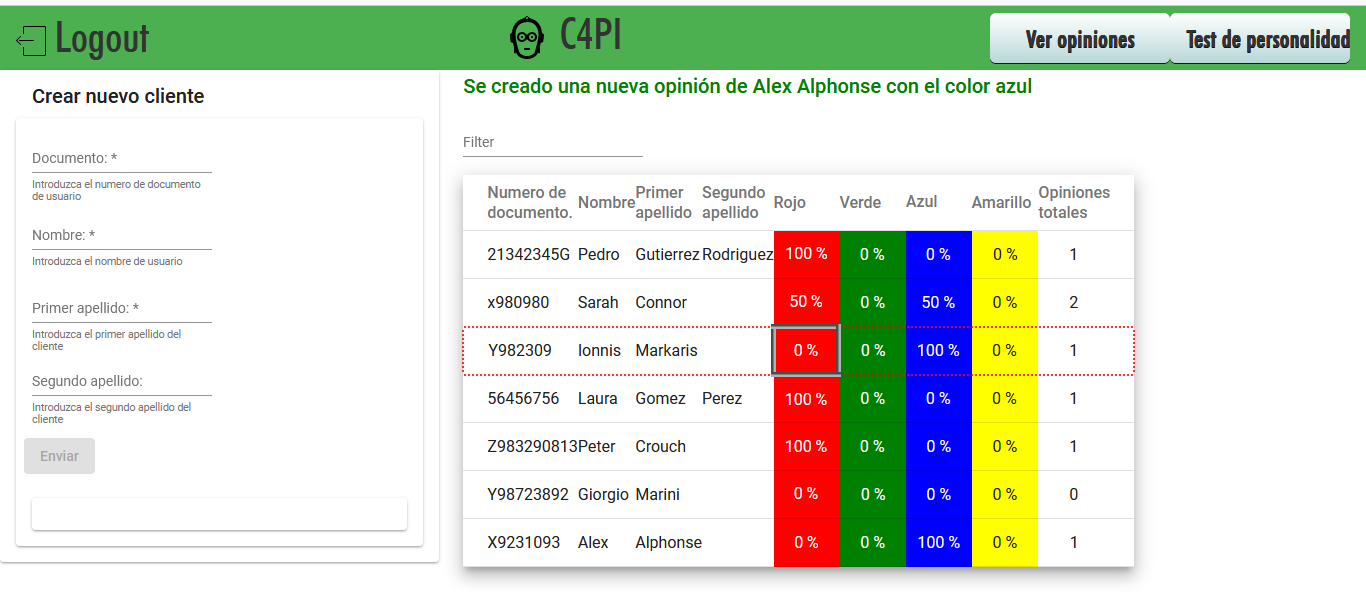 Logout
C4PI
Ver opiniones
Test de personalidad
Crear nuevo cliente
Documento: *
Introduzca el numero de documento
de usuario
Nombre: *
Introduzca el nombre de usuario
Primer apellido: *
Introduzca el primer apellido del
cliente
Segundo apellido:
Introduzca el segundo apellido del
cliente
Enviar
Se creado una nueva opinión de Alex Alphonse con el color azul
Filter
Numero de documento. Nombre Primer apellido Segundo apellido Rojo Verde Azul Amarillo Opiniones totales
21342345G Pedro Gutierrez Rodriguez 100 % 0 % 0 % 0 % 1
x980980 Sarah Connor 50 % 0 % 50 % 0 % 2
Y982309 Ionnis Markaris 0 % 0 % 100 % 0 % 1
56456756 Laura Gomez Perez 100 % 0 % 0 % 0 % 1
Z983290813 Peter Crouch 100 % 0 % 0 % 0 % 1
Y98723892 Giorgio Marini 0 % 0 % 0 % 0 % 0
X9231093 Alex Alphonse 0 % 0 % 100 % 0 % 1